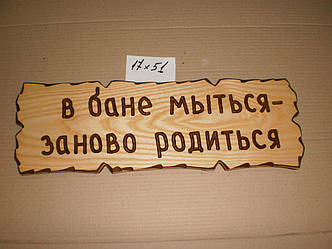 17×51
в бане мыться-
заново родиться